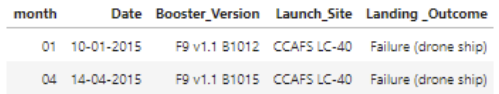 month Date Booster_Version Launch_Site Landing _Outcome
01 10-01-2015 F9 v1.1 B1012 CCAFS LC-40 Failure (drone ship)
04 14-04-2015 F9 v1.1 B1015 CCAFS LC-40 Failure (drone ship)